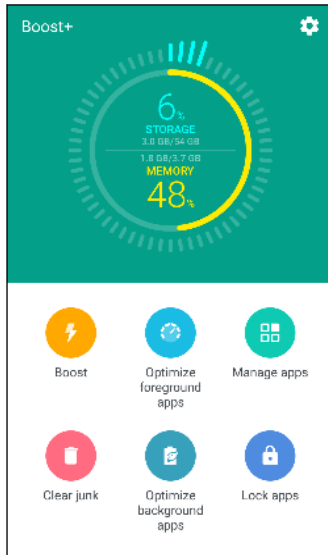 Boost+
6%
STORAGE
3.0 GB/54 GB
1.8 GB/3.7 GB
MEMORY
48%
Boost
Optimize
foreground
apps
Manage apps
Clear junk
Optimize
background
apps
Lock apps